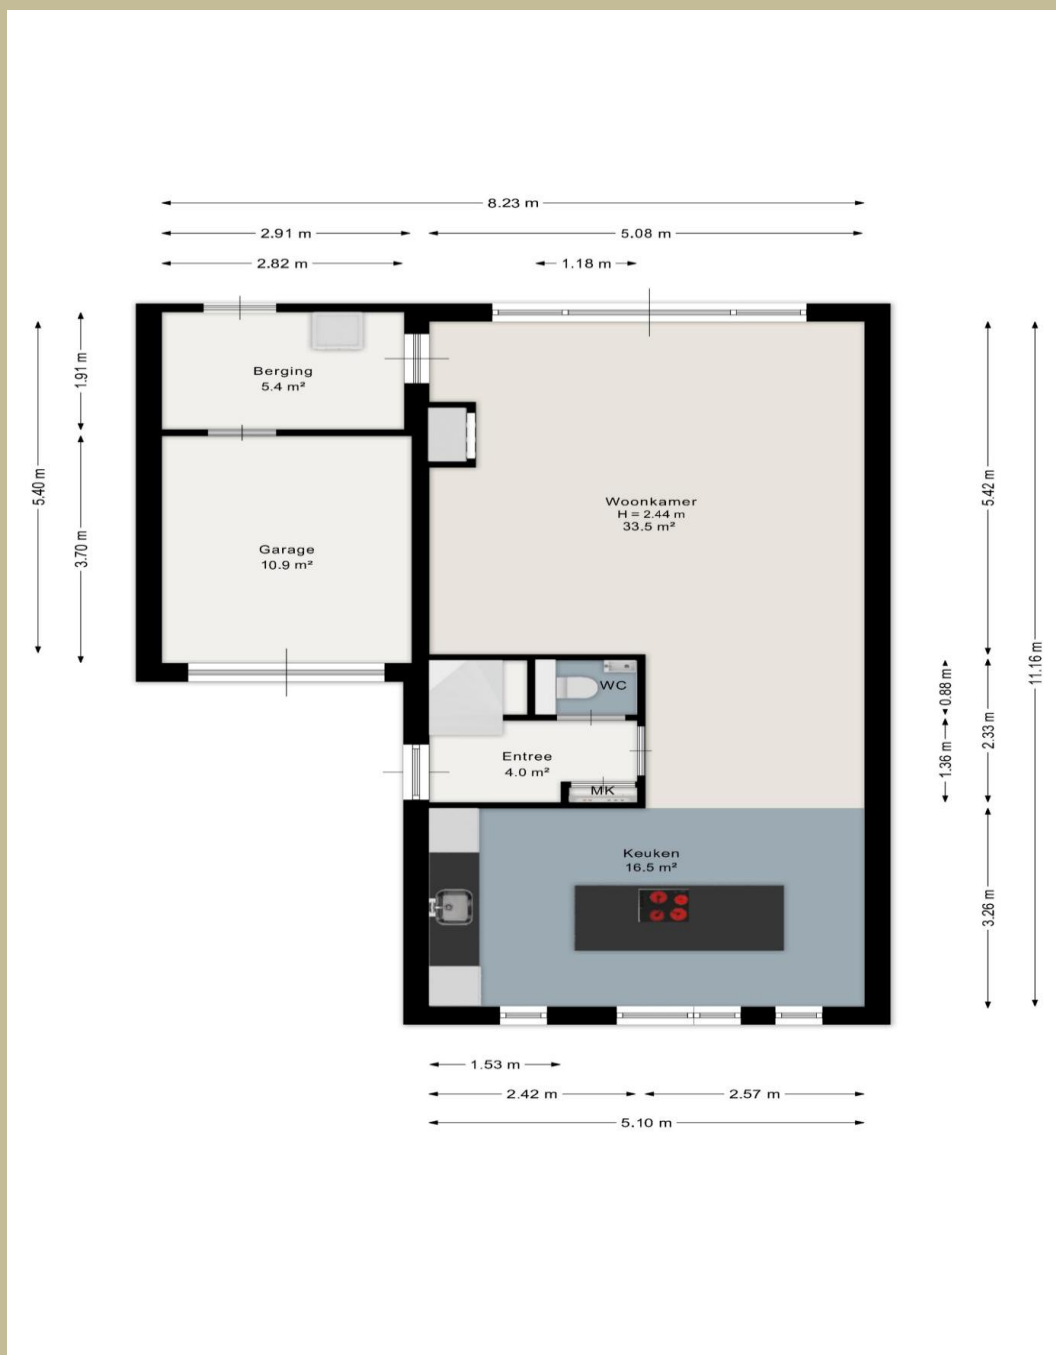 8.23 m
2.91 m
5.08 m
2.82 m
1.18 m
Berging
5.4 m²
1.91 m
5.40 m
3.70 m
Garage
10.9 m²
Woonkamer
H = 2.44 m
33.5 m²
5.42 m
11.16 m
WC
0.88 m
2.33 m
1.36 m
Entree
4.0 m²
MK
Keuken
16.5 m²
3.26 m
1.53 m
2.42 m
2.57 m
5.10 m